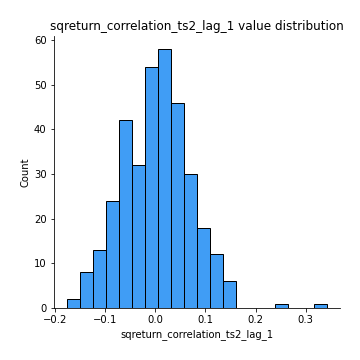 sqreturn_correlation_ts2_lag_1 value distribution
60
50
40
30
20
10
0
Count
−0.2 −0.1 0.0 0.1 0.2 0.3
sqreturn_correlation_ts2_lag_1